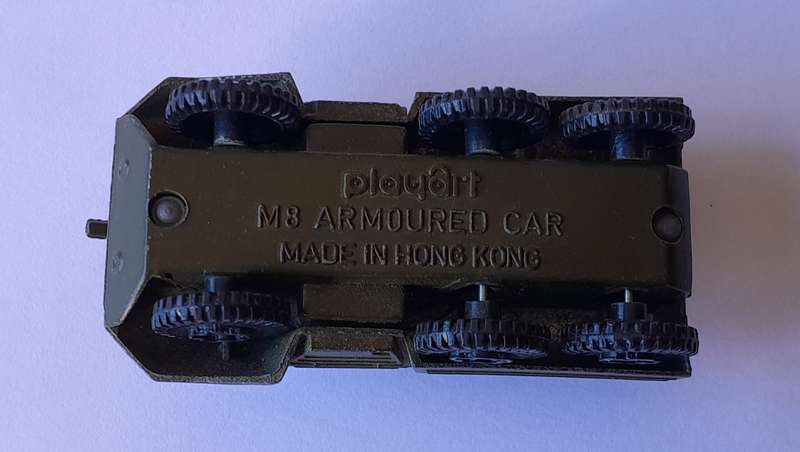 playart
M8 ARMOURED CAR
MADE IN HONG KONG